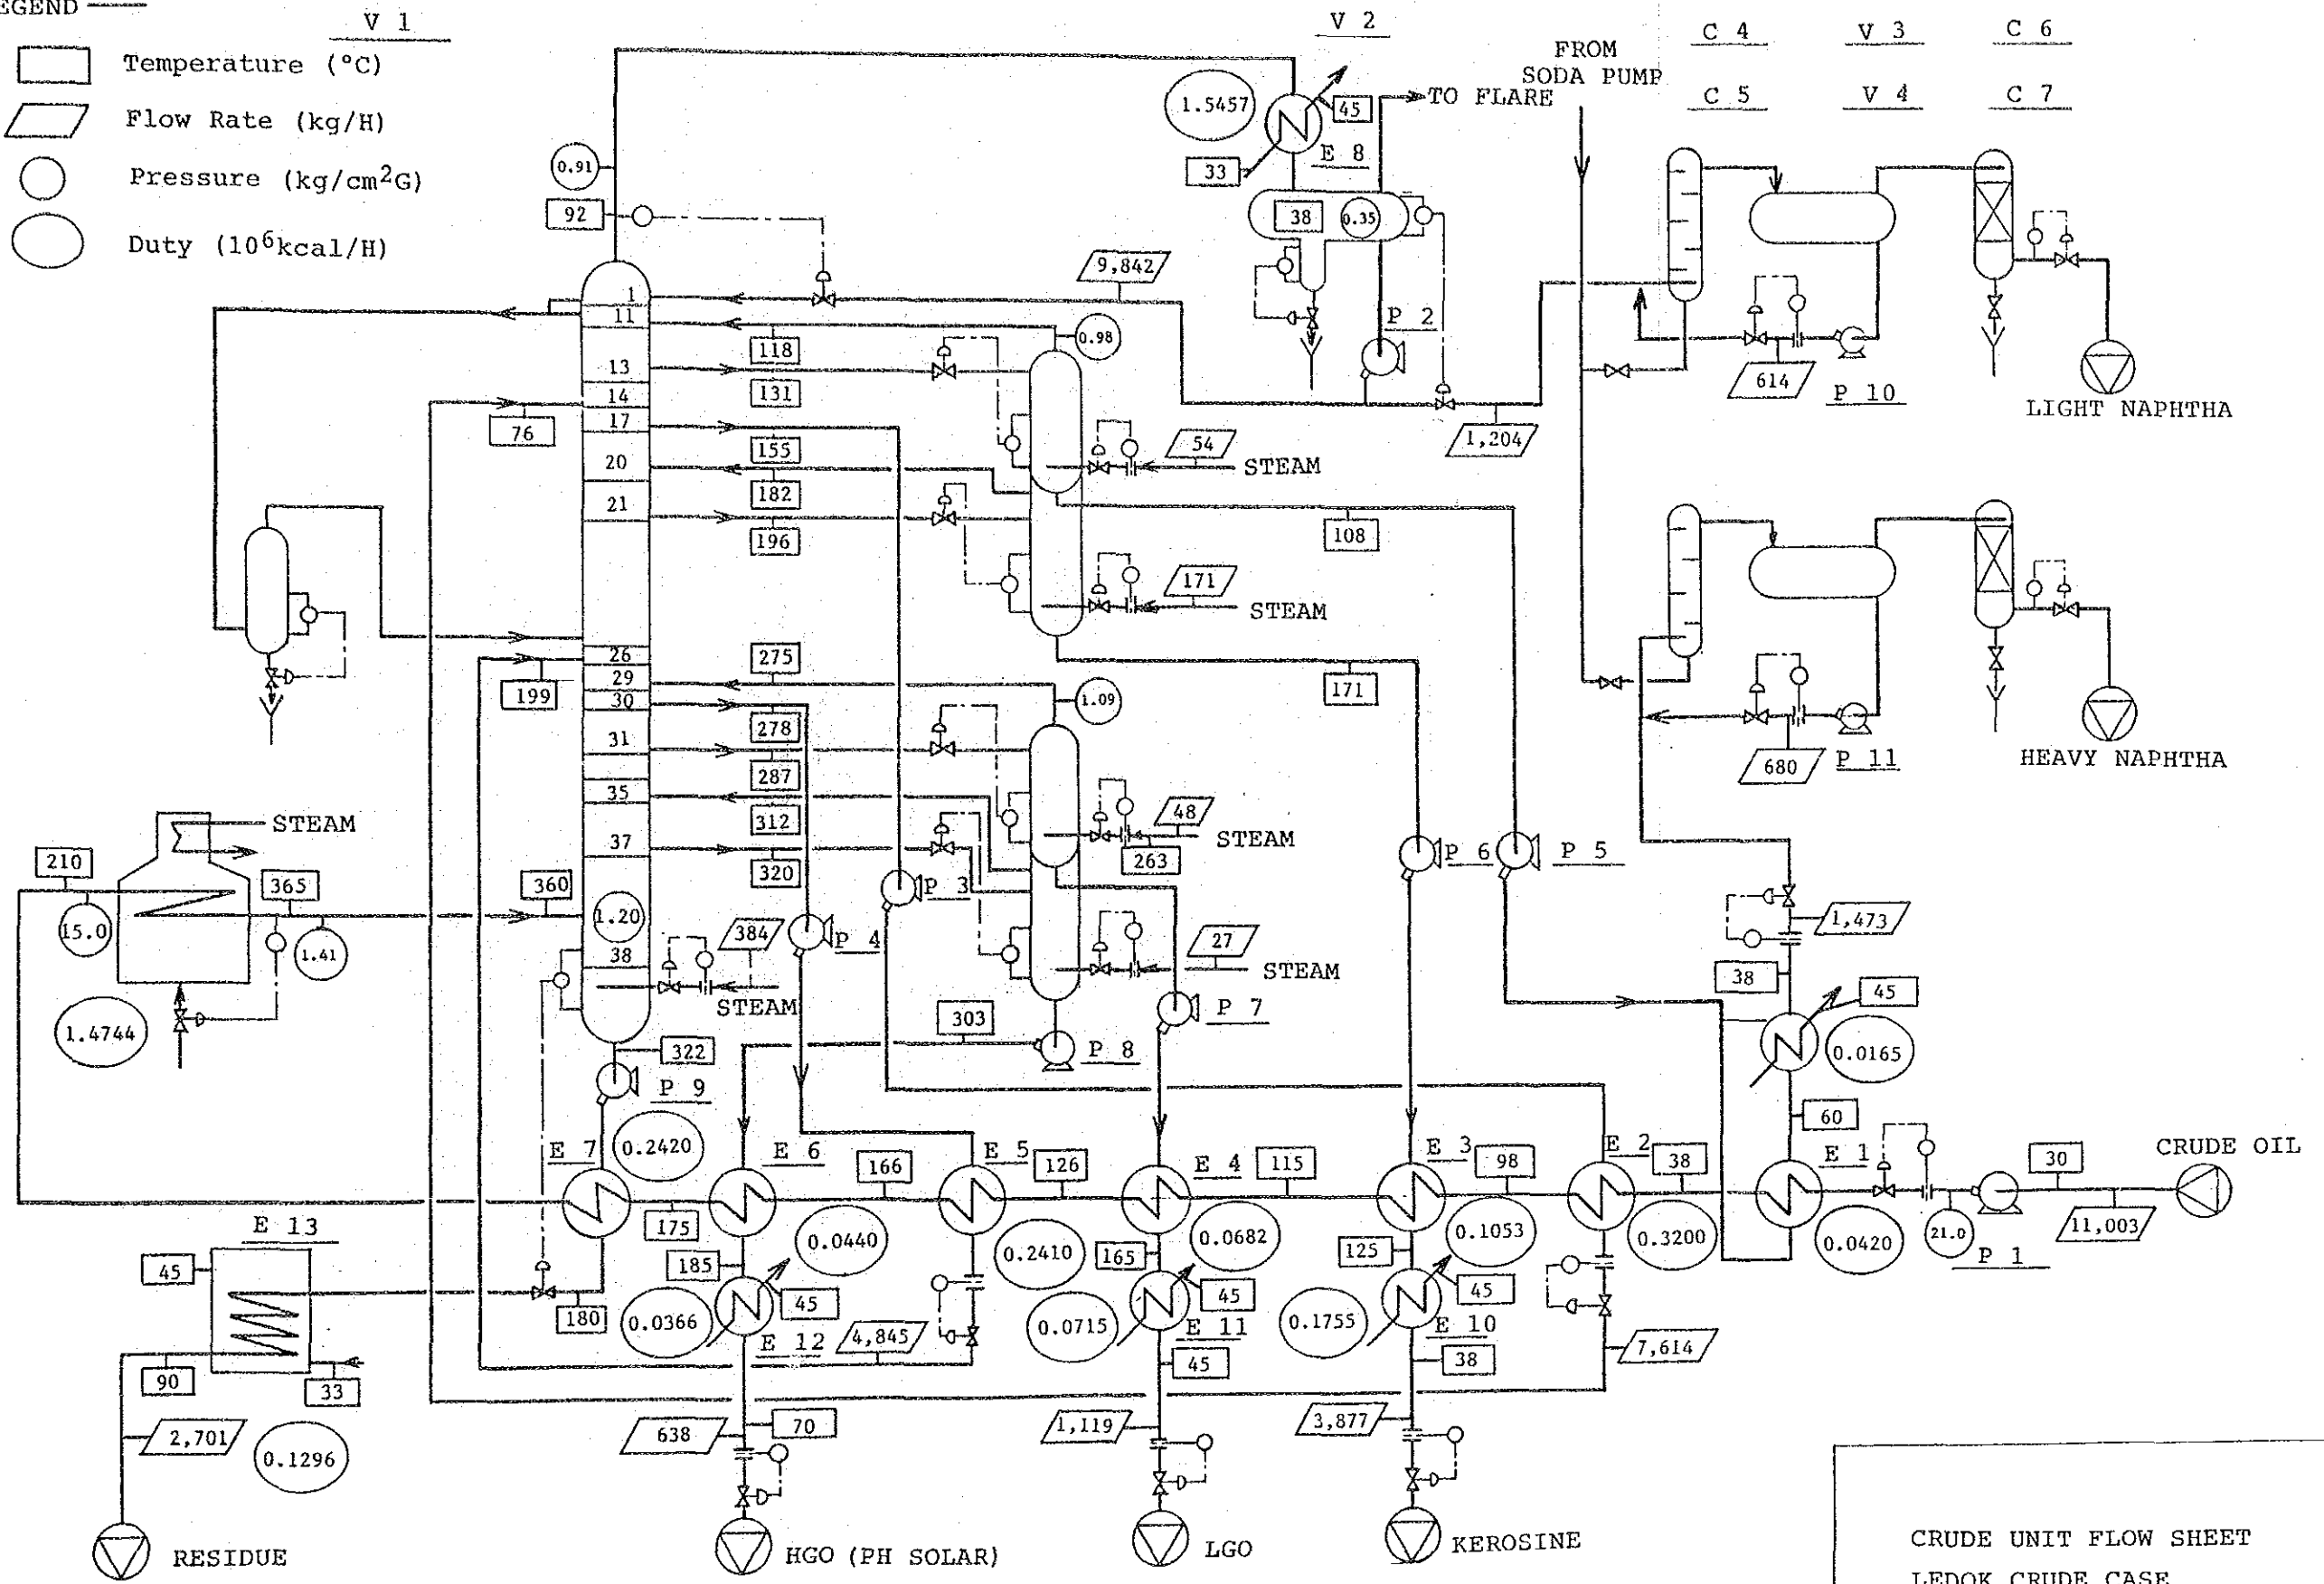 EGEND
Temperature (°C)
Flow Rate (kg/H)
Pressure (kg/cm²G)
Duty (10⁶kcal/H)
V 1
V 2
C 4
V 3
C 6
C 5
V 4
C 7
FROM
SODA PUMP
TO FLARE
1.5457
45
33
E 8
0.91
92
38
0.35
9,842
P 2
1
11
13
14
17
20
21
26
29
30
31
35
37
38
118
0.98
131
76
155
182
196
54
STEAM
171
STEAM
108
1,204
614
P 10
LIGHT NAPHTHA
275
199
278
287
312
320
1.09
171
680
P 11
HEAVY NAPHTHA
48
STEAM
263
27
STEAM
P 6
P 5
P 3
P 4
STEAM
210
365
360
15.0
1.41
1.20
384
STEAM
1.4744
1,473
38
45
0.0165
60
322
P 9
303
P 8
P 7
E 7
0.2420
E 6
166
E 5
126
E 4
115
E 3
98
E 2
38
E 1
30
CRUDE OIL
175
0.0440
0.2410
0.0682
0.1053
0.3200
0.0420
21.0
P 1
11,003
E 13
45
180
185
45
0.0366
E 12
4,845
165
45
0.0715
E 11
125
45
0.1755
E 10
7,614
90
33
45
38
2,701
0.1296
638
70
1,119
3,877
RESIDUE
HGO (PH SOLAR)
LGO
KEROSINE
CRUDE UNIT FLOW SHEET
LEDOK CRUDE CASE